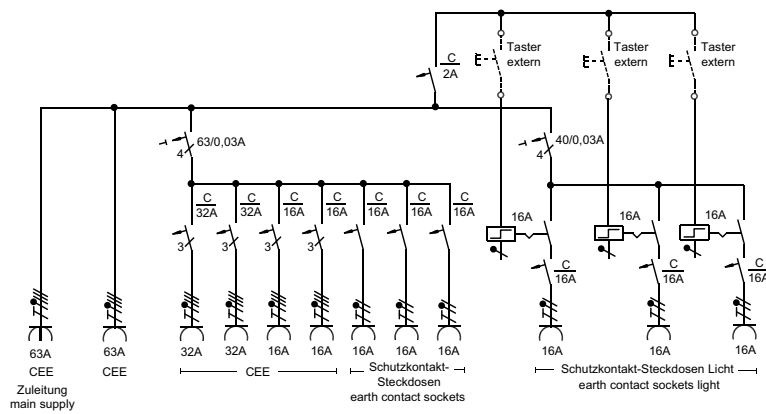 Taster
extern
Taster
extern
Taster
extern
C
2A
63/0,03A
4
40/0,03A
4
C
32A
C
32A
C
16A
C
16A
C
16A
C
16A
C
16A
3
3
3
3
16A
16A
16A
C
16A
C
16A
C
16A
63A
CEE
Zuleitung
main supply
63A
CEE
32A
32A
16A
16A
CEE
16A
16A
16A
Schutzkontakt-
Steckdosen
earth contact sockets
16A
16A
16A
Schutzkontakt-Steckdosen Licht
earth contact sockets light